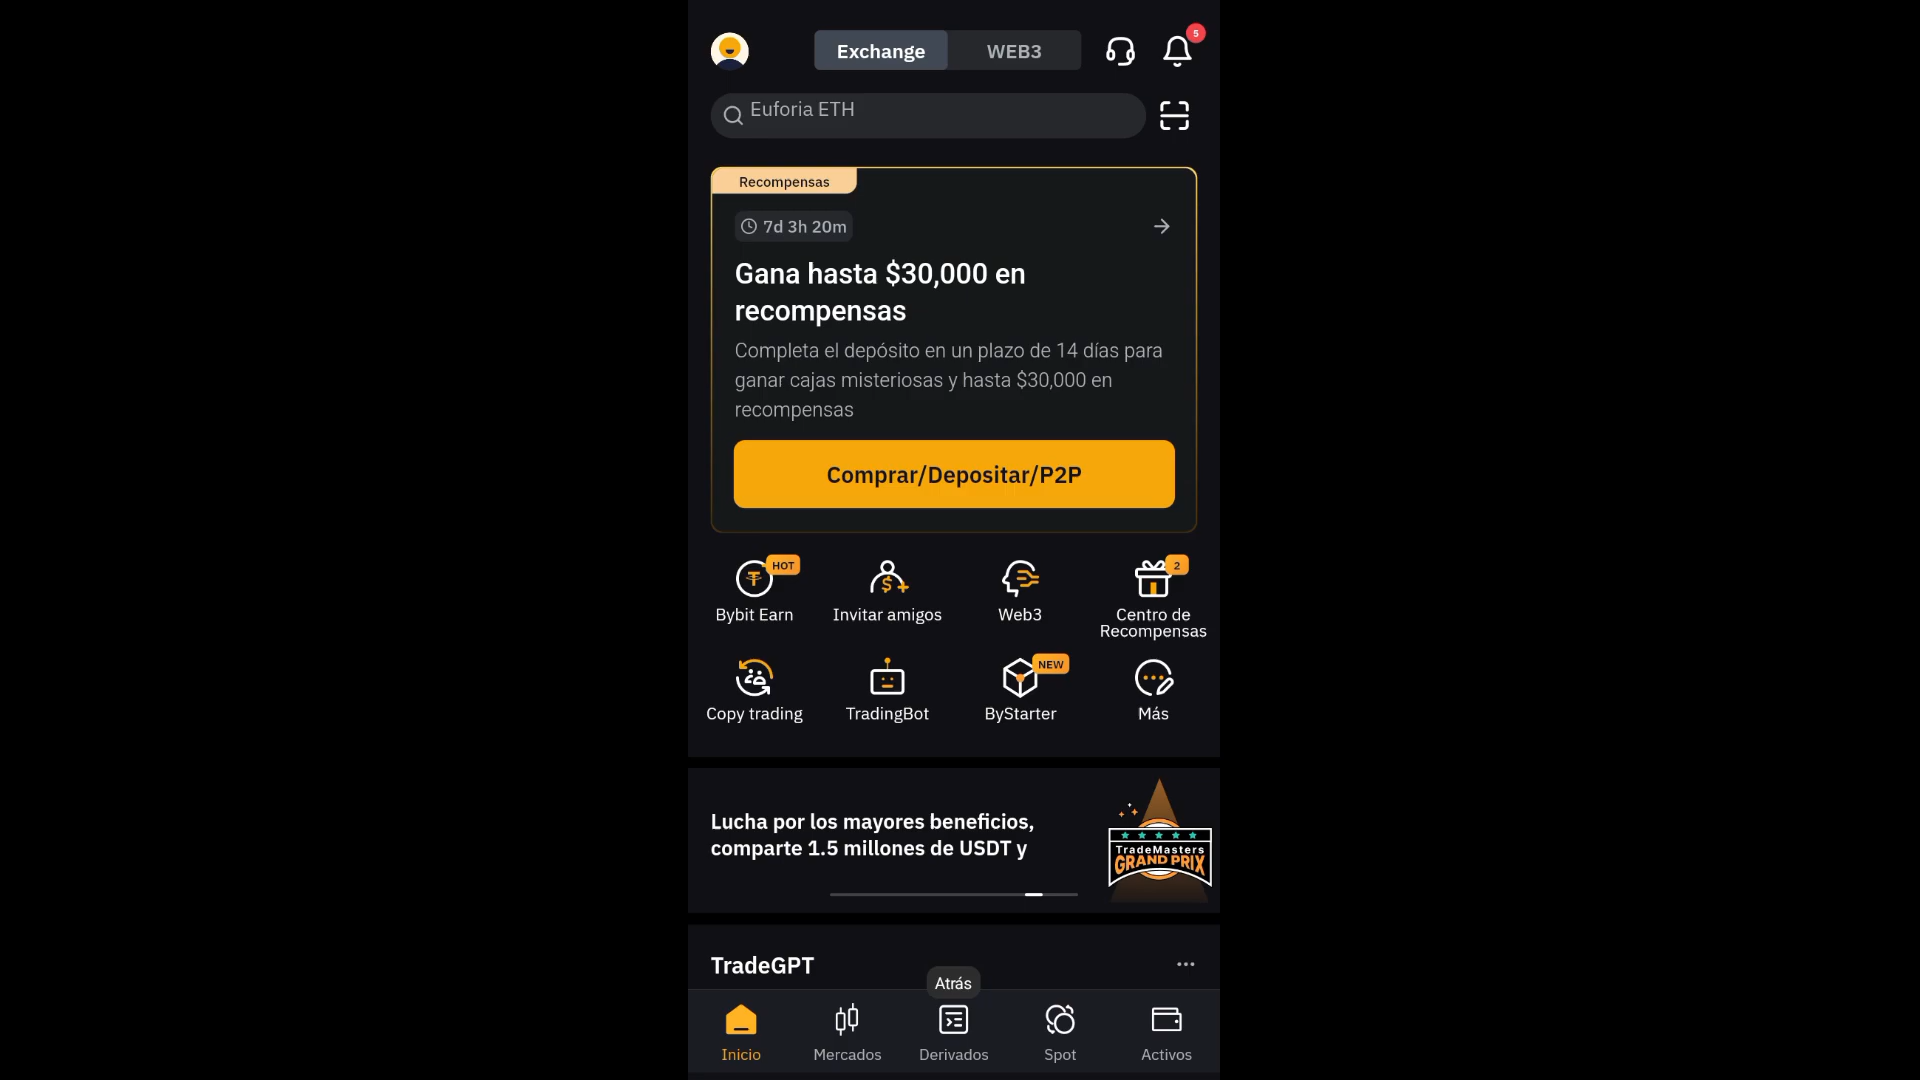 Exchange
WEB3
5
Euforia ETH
Recompensas
7d 3h 20m
Gana hasta $30,000 en
recompensas
Completa el depósito en un plazo de 14 días para
ganar cajas misteriosas y hasta $30,000 en
recompensas
Comprar/Depositar/P2P
HOT
2
Bybit Earn
Invitar amigos
Web3
Centro de
Recompensas
NEW
Copy trading
TradingBot
ByStarter
Más
Lucha por los mayores beneficios,
comparte 1.5 millones de USDT y
TradeMasters
GRAND PRIX
TradeGPT
Atrás
Inicio
Mercados
Derivados
Spot
Activos